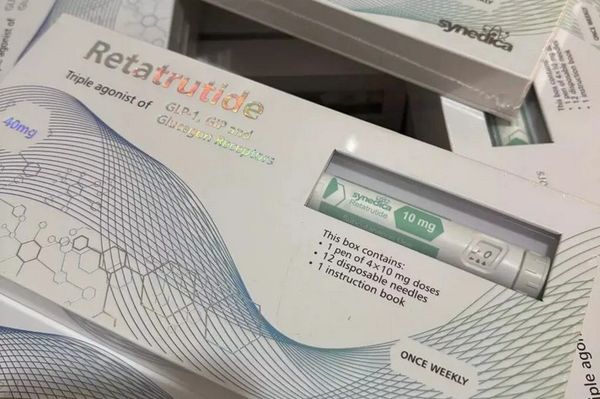 synedica
Retatrutide
Triple agonist of GLP-1, GIP and
Glucagon Receptors
40mg
synedica
Retatrutide
10 mg
This box contains:
• 1 pen of 4×10 mg doses
• 12 disposable needles
• 1 instruction book
ONCE WEEKLY